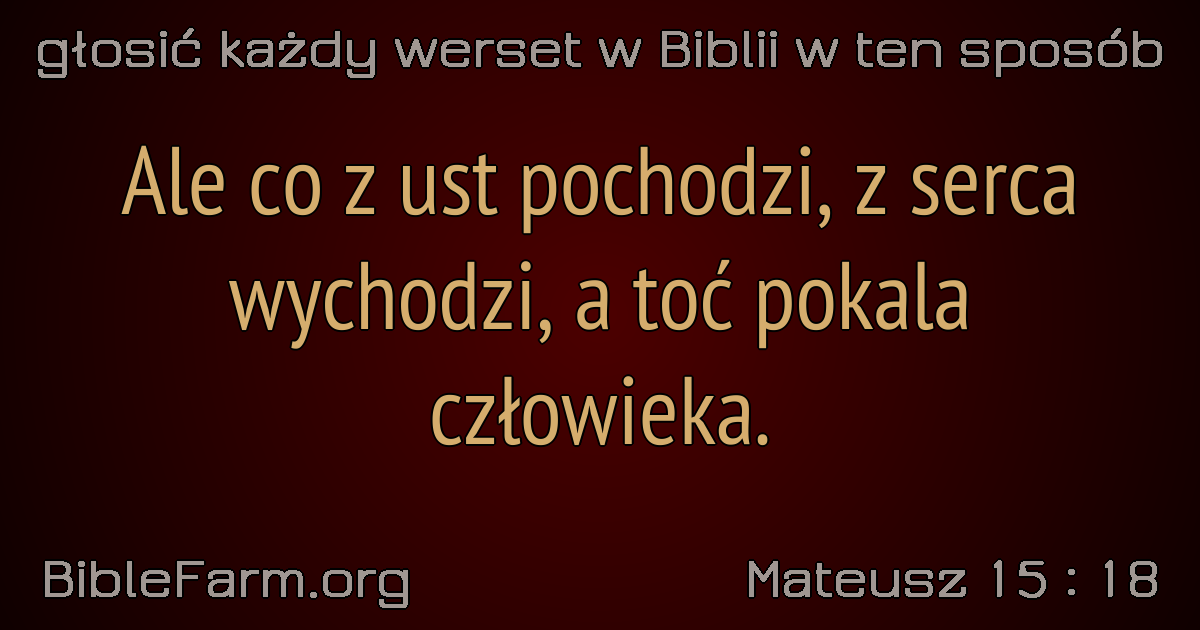 głosić każdy werset w Biblii w ten sposób
Ale co z ust pochodzi, z serca
wychodzi, a toć pokala
człowieka.
BibleFarm.org
Mateusz 15 : 18